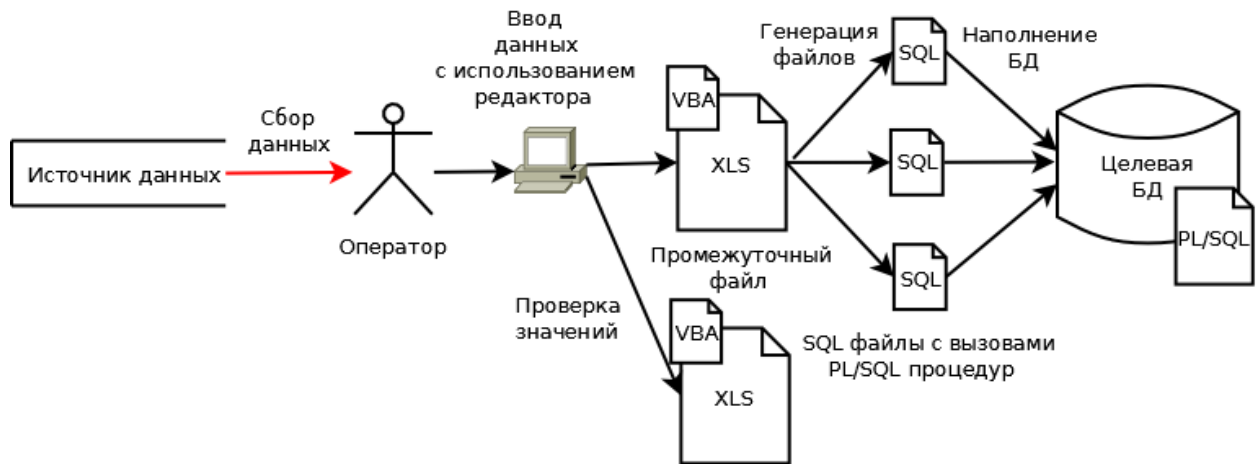 Источник данных
Сбор
данных
Оператор
Ввод
данных
с использованием
редактора
Проверка
значений
VBA
XLS
Промежуточный
файл
VBA
XLS
Генерация
файлов
SQL
SQL
SQL
SQL файлы с вызовами
PL/SQL процедур
Наполнение
БД
Целевая
БД
PL/SQL